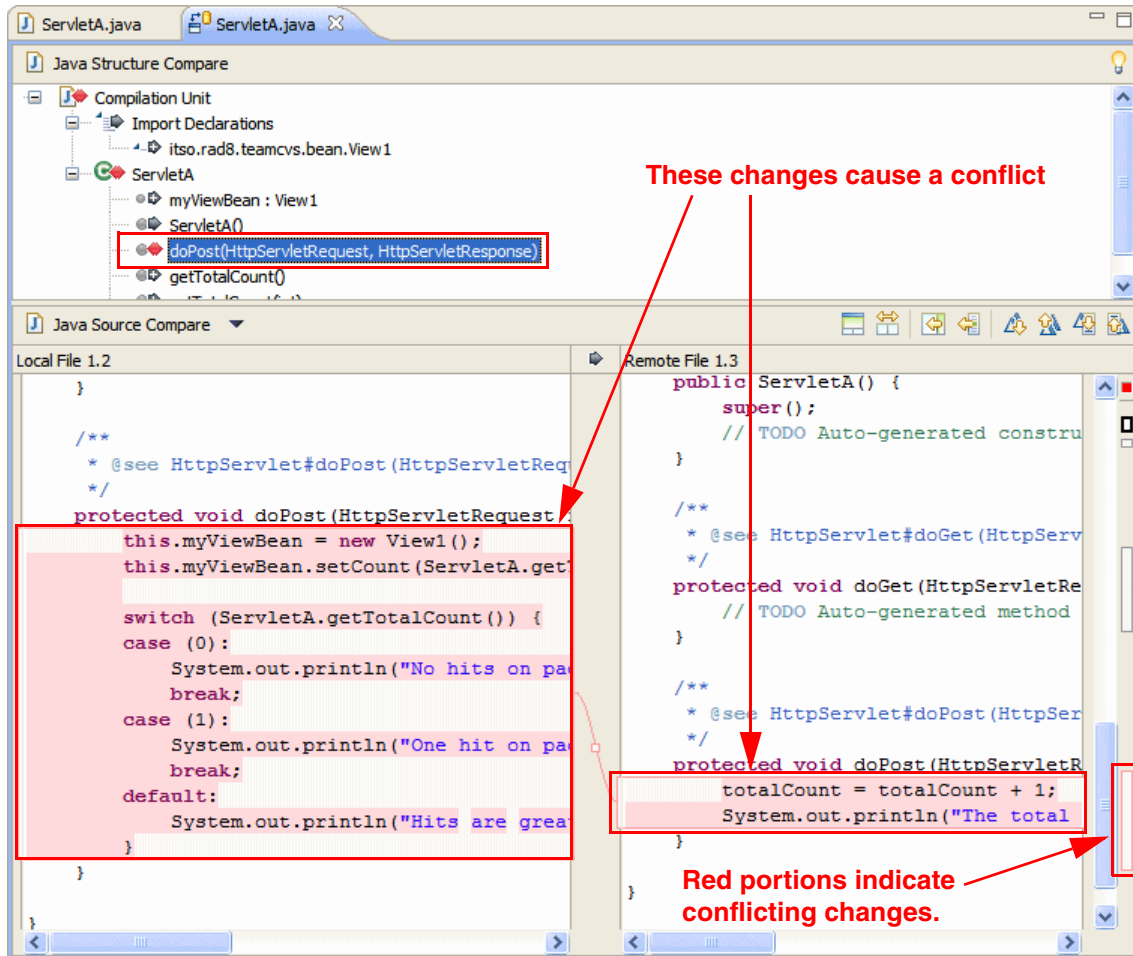 ServletA.java
ServletA.java
Java Structure Compare
Compilation Unit
Import Declarations
itso.rad8.teamcvs.bean.View1
ServletA
myViewBean : View1
ServletA()
doPost(HttpServletRequest, HttpServletResponse)
getTotalCount()
These changes cause a conflict
Java Source Compare
Local File 1.2
}
/**
* @see HttpServlet#doPost(HttpServletRequ
*/
protected void doPost(HttpServletRequest
this.myViewBean = new View1();
this.myViewBean.setCount(ServletA.getT
switch (ServletA.getTotalCount()) {
case (0):
System.out.println("No hits on pag
break;
case (1):
System.out.println("One hit on pag
break;
default:
System.out.println("Hits are grea
}
}
}
Remote File 1.3
public ServletA() {
super();
// TODO Auto-generated constru
}
/**
* @see HttpServlet#doGet(HttpServ
*/
protected void doGet(HttpServletRe
// TODO Auto-generated method
}
/**
* @see HttpServlet#doPost(HttpSer
*/
protected void doPost(HttpServletR
totalCount = totalCount + 1;
System.out.println("The total
}
}
Red portions indicate
conflicting changes.